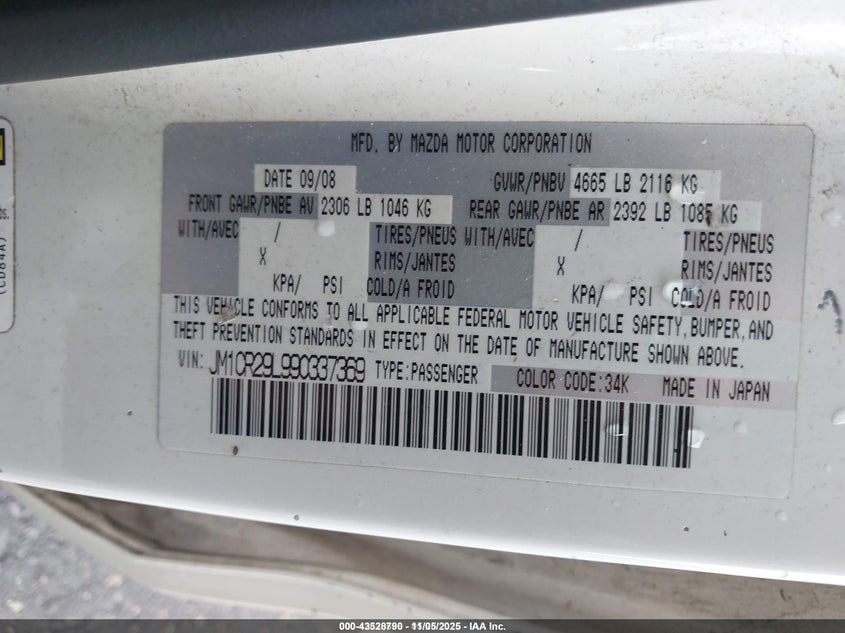 MFD. BY MAZDA MOTOR CORPORATION
DATE 09/08 GVWR/PNBV 4665 LB 2116 KG
FRONT GAWR/PNBE AV 2306 LB 1046 KG REAR GAWR/PNBE AR 2392 LB 1085 KG
WITH/AVEC / TIRES/PNEUS WITH/AVEC / TIRES/PNEUS
X RIMS/JANTES X RIMS/JANTES
KPA/ PSI COLD/A FROID KPA/ PSI COLD/A FROID
THIS VEHICLE CONFORMS TO ALL APPLICABLE FEDERAL MOTOR VEHICLE SAFETY, BUMPER, AND
THEFT PREVENTION STANDARDS IN EFFECT ON THE DATE OF MANUFACTURE SHOWN ABOVE.
VIN: JM1CR29L990337369 TYPE:PASSENGER COLOR CODE:34K MADE IN JAPAN
lbs.
(CD84A)
000-43528790 - 11/05/2025 - IAA Inc.